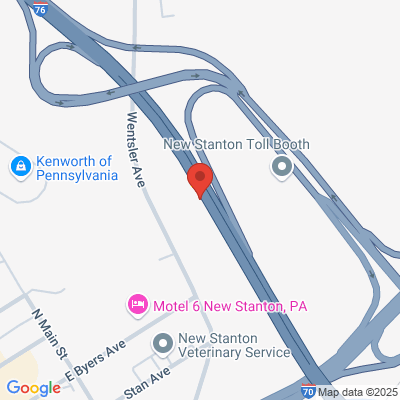 76
Wentsler Ave
New Stanton Toll Booth
Kenworth of
Pennsylvania
Motel 6 New Stanton, PA
N Main St
E Byers Ave
New Stanton
Veterinary Service
Stan Ave
70
Google
Map data ©2025